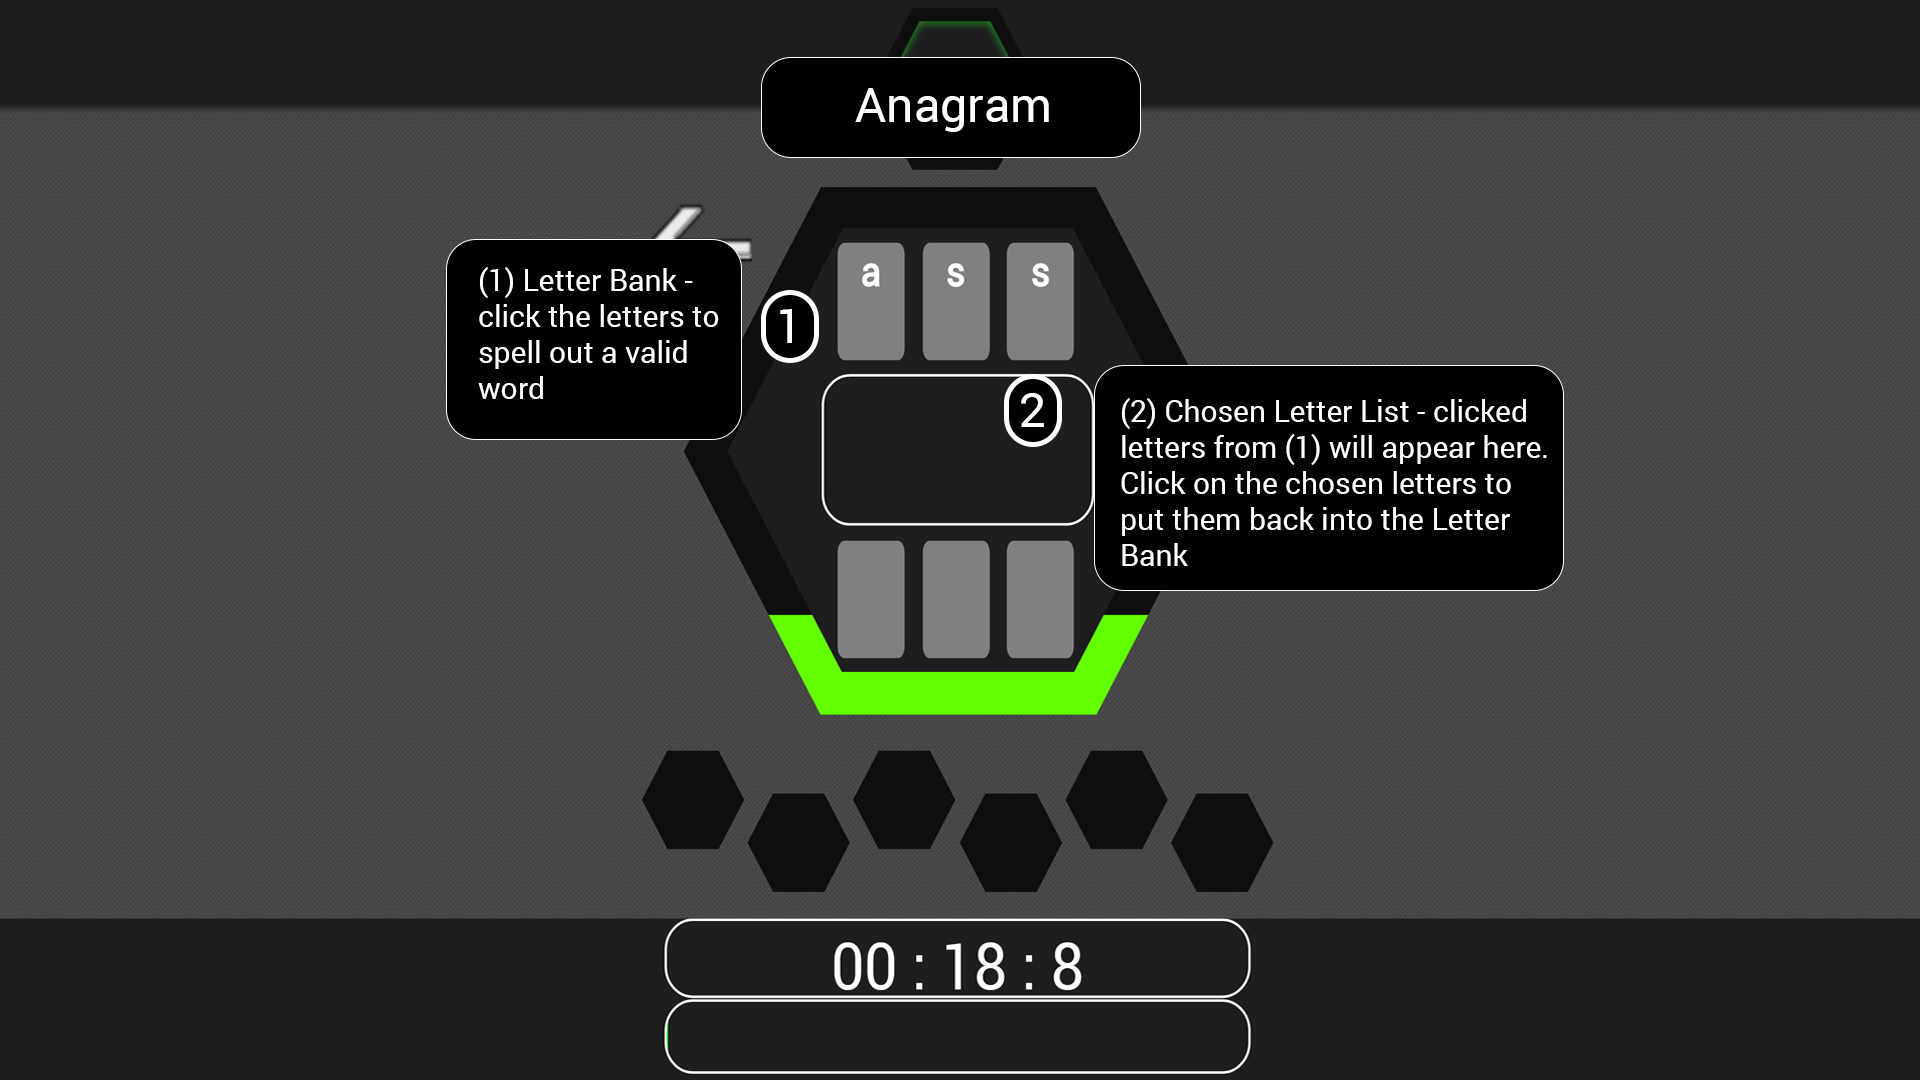 Anagram
(1) Letter Bank -
click the letters to
spell out a valid
word
1
a s s
2
(2) Chosen Letter List - clicked
letters from (1) will appear here.
Click on the chosen letters to
put them back into the Letter
Bank
00 : 18 : 8